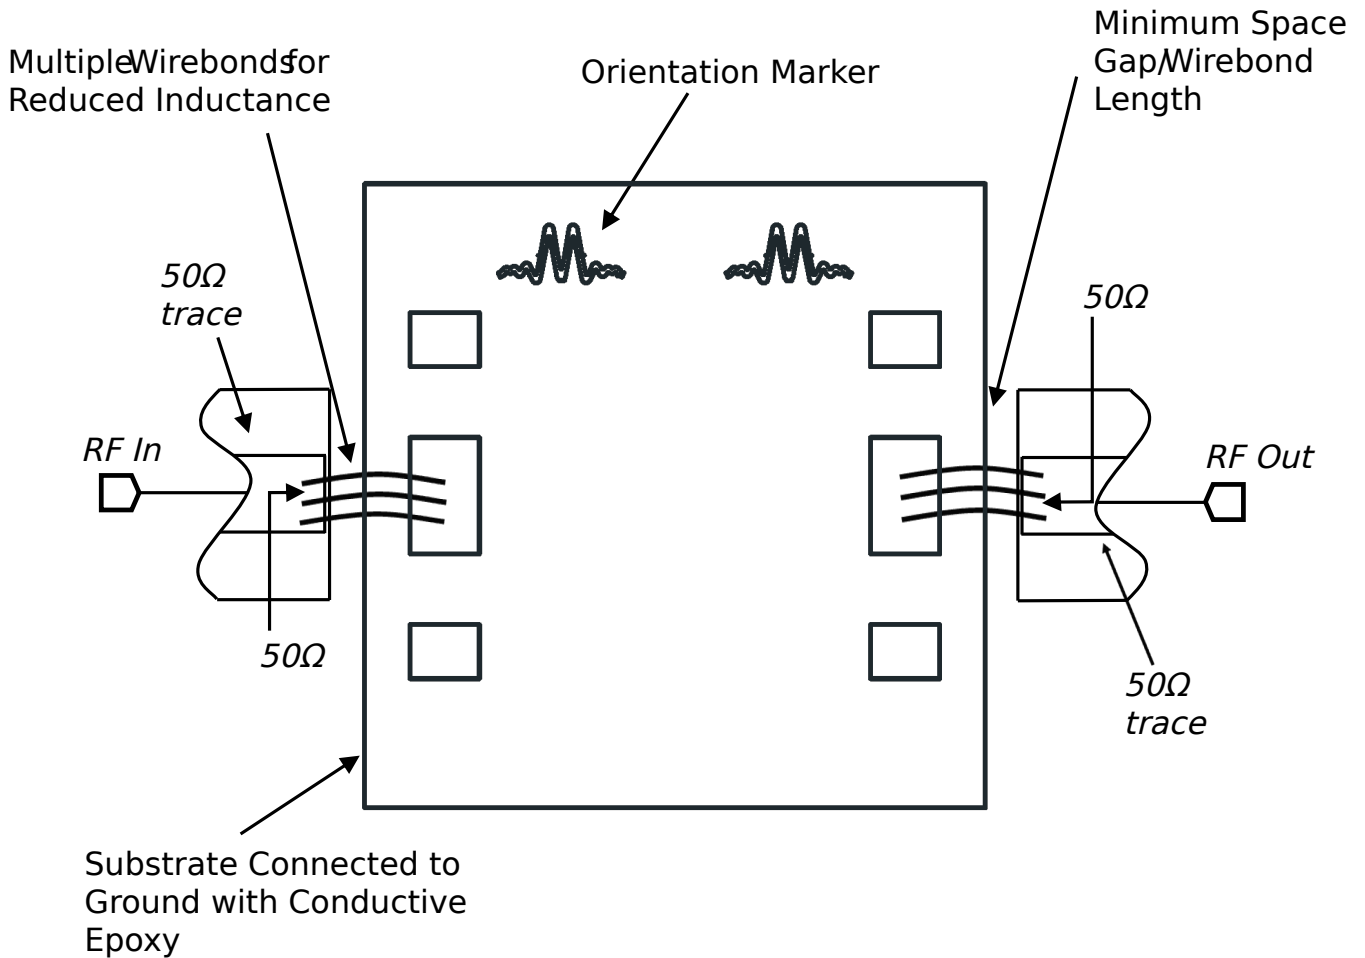 Multiple Wirebonds for
Reduced Inductance
Orientation Marker
Minimum Space
Gap/Wirebond
Length
50Ω
trace
50Ω
RF In
RF Out
50Ω
50Ω
trace
Substrate Connected to
Ground with Conductive
Epoxy